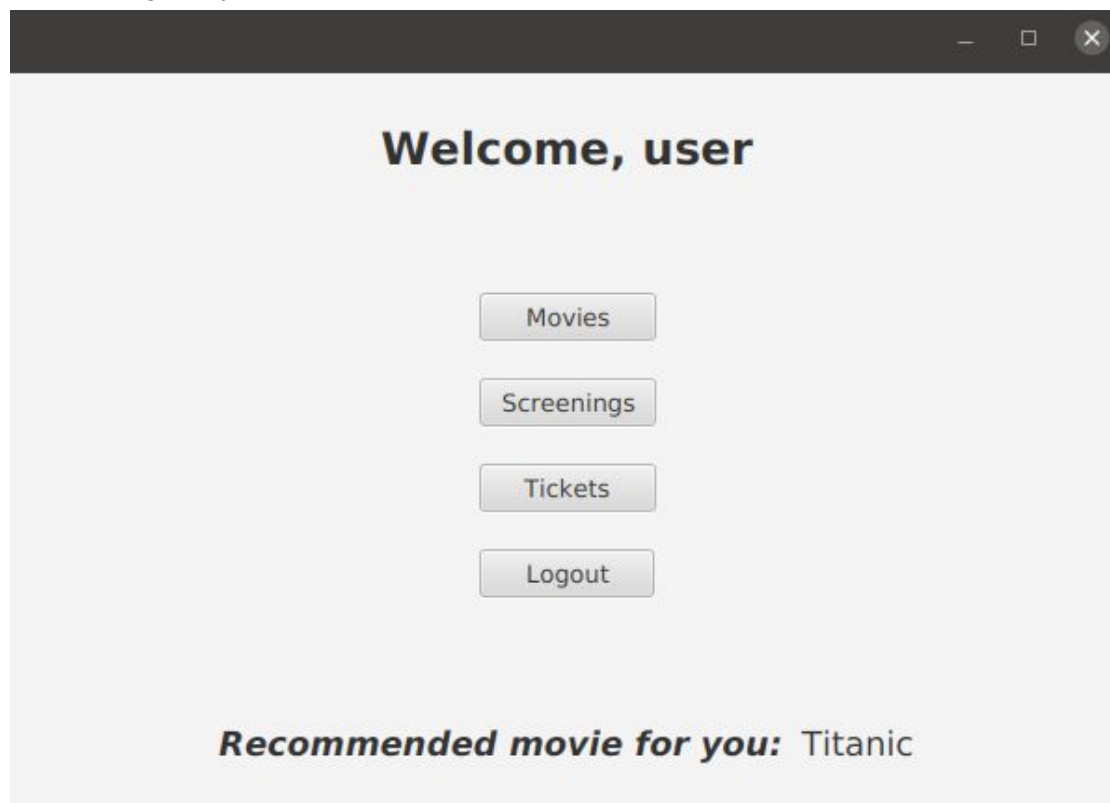 Welcome, user
Movies
Screenings
Tickets
Logout
Recommended movie for you: Titanic